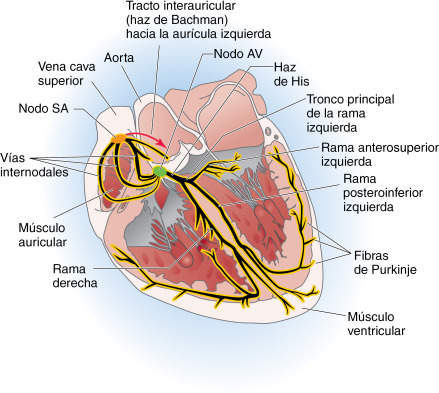 Tracto interauricular
(haz de Bachman)
hacia la aurícula izquierda
Aorta
Nodo AV
Vena cava
superior
Haz
de His
Nodo SA
Tronco principal
de la rama
izquierda
Rama anterosuperior
izquierda
Vías
internodales
Rama
posteroinferior
izquierda
Músculo
auricular
Fibras
de Purkinje
Rama
derecha
Músculo
ventricular